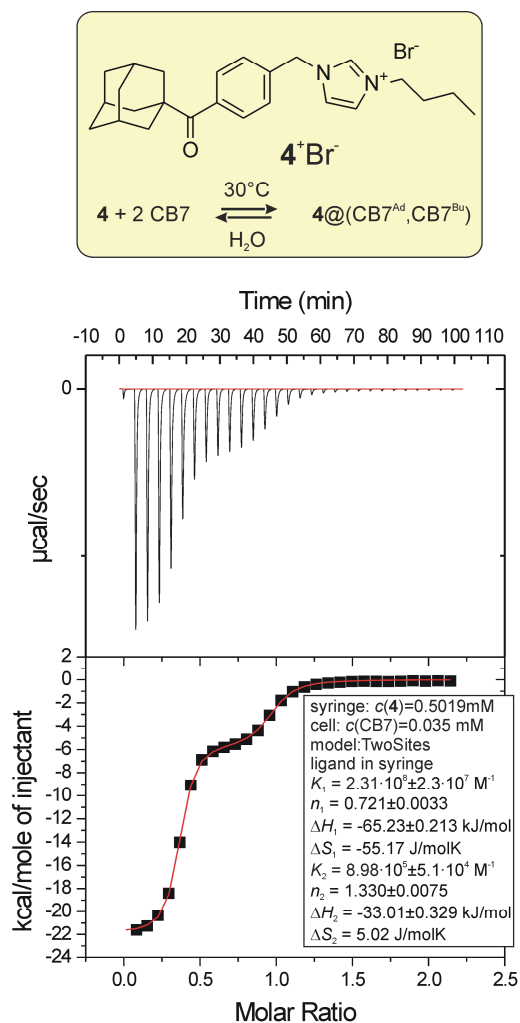 Br⁻
N
N⁺
O
4⁺Br⁻
4 + 2 CB7 30°C H₂O 4@(CB7ᴬᵈ,CB7ᴮᵘ)
Time (min)
-10 0 10 20 30 40 50 60 70 80 90 100 110
0
2
µcal/sec
0
-2
-4
-6
-8
-10
-12
-14
-16
-18
-20
-22
-24
kcal/mole of injectant
syringe: c(4)=0.5019mM
cell: c(CB7)=0.035 mM
model:TwoSites
ligand in syringe
K₁ = 2.31·10⁸±2.3·10⁷ M⁻¹
n₁ = 0.721±0.0033
ΔH₁ = -65.23±0.213 kJ/mol
ΔS₁ = -55.17 J/molK
K₂ = 8.98·10⁵±5.1·10⁴ M⁻¹
n₂ = 1.330±0.0075
ΔH₂ = -33.01±0.329 kJ/mol
ΔS₂ = 5.02 J/molK
0.0 0.5 1.0 1.5 2.0 2.5
Molar Ratio